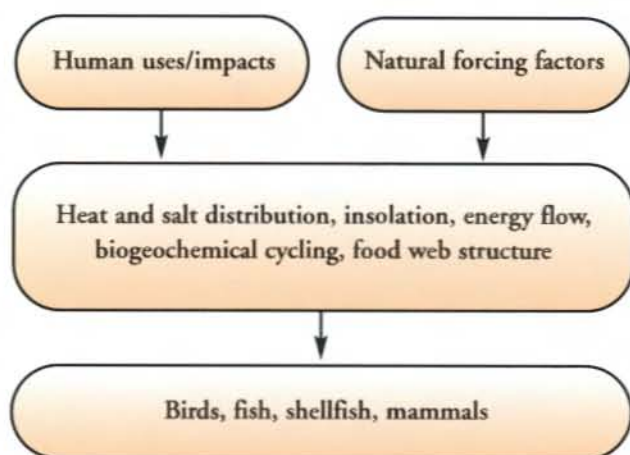 Human uses/impacts
Natural forcing factors
Heat and salt distribution, insolation, energy flow,
biogeochemical cycling, food web structure
Birds, fish, shellfish, mammals